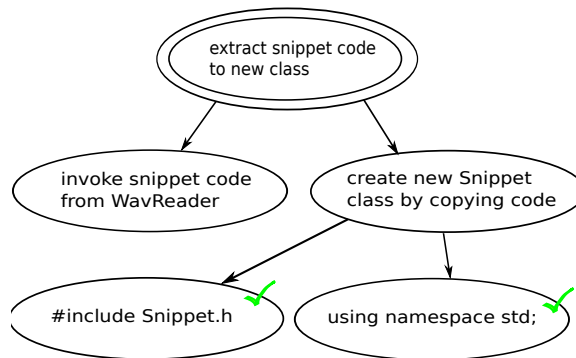 extract snippet code
to new class
invoke snippet code
from WavReader
create new Snippet
class by copying code
#include Snippet.h
using namespace std;